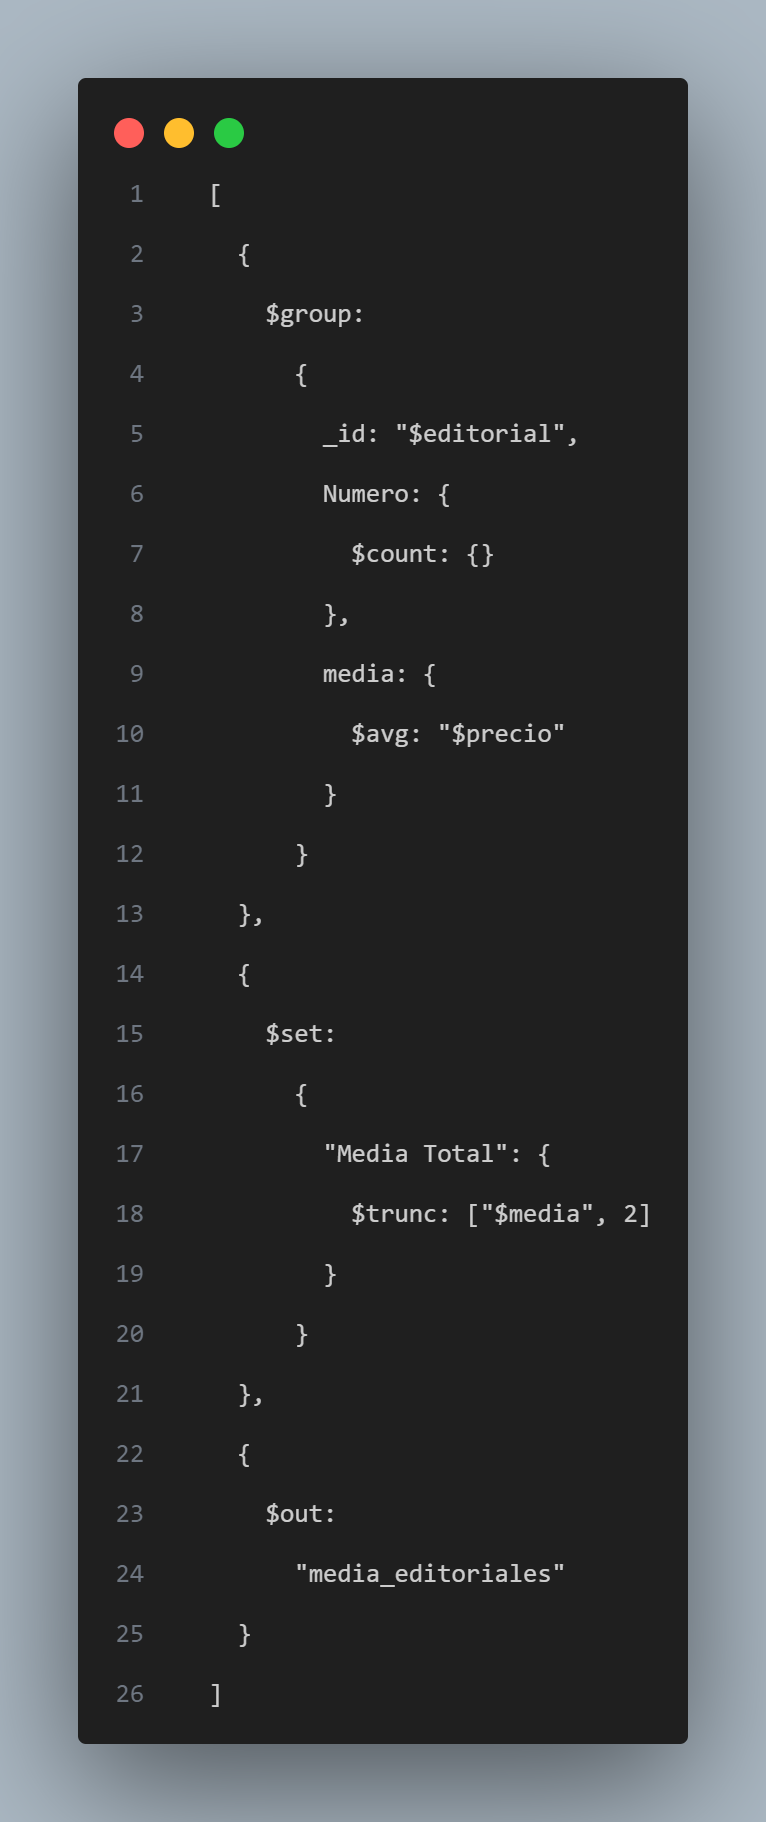 1 [
2 {
3 $group:
4 {
5 _id: "$editorial",
6 Numero: {
7 $count: {}
8 },
9 media: {
10 $avg: "$precio"
11 }
12 }
13 },
14 {
15 $set:
16 {
17 "Media Total": {
18 $trunc: ["$media", 2]
19 }
20 }
21 },
22 {
23 $out:
24 "media_editoriales"
25 }
26 ]